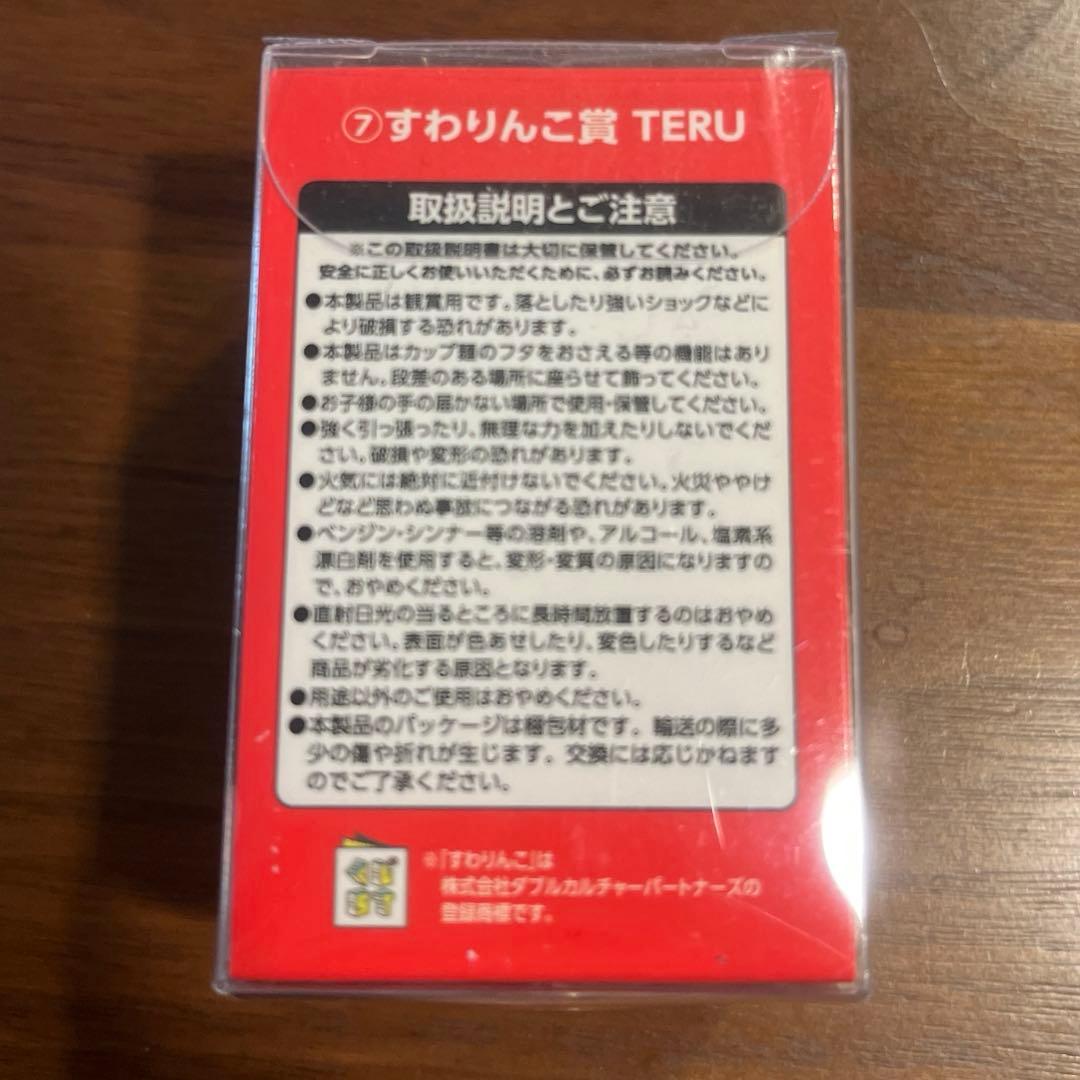 ⑦すわりんこ賞 TERU
取扱説明とご注意
※この取扱説明書は大切に保管してください。
安全に正しくお使いいただくために、必ずお読みください。
●本製品は観賞用です。落としたり強いショックなどに
より破損する恐れがあります。
●本製品はカップ麺のフタをおさえる等の機能はあり
ません。段差のある場所に座らせて飾ってください。
●お子様の手の届かない場所で使用・保管してください。
●強く引っ張ったり、無理な力を加えたりしないでくだ
さい。破損や変形の恐れがあります。
●火気には絶対に近付けないでください。火災ややけ
どなど思わぬ事故につながる恐れがあります。
●ベンジン・シンナー等の溶剤や、アルコール、塩素系
漂白剤を使用すると、変形・変質の原因になりますの
で、おやめください。
●直射日光の当るところに長時間放置するのはおやめ
ください。表面が色あせしたり、変色したりするなど
商品が劣化する原因となります。
●用途以外のご使用はおやめください。
●本製品のパッケージは梱包材です。輸送の際に多
少の傷や折れが生じます。交換には応じかねます
のでご了承ください。
※「すわりんこ」は
株式会社ダブルカルチャーパートナーズの
登録商標です。